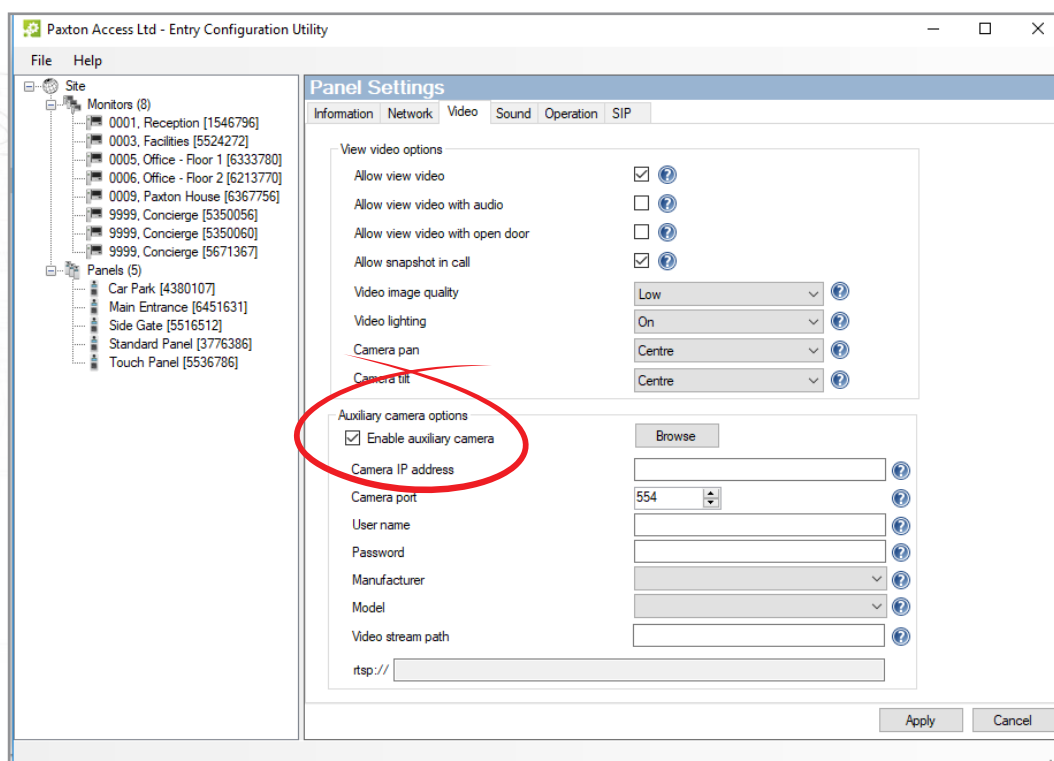 Paxton Access Ltd - Entry Configuration Utility
File Help
Site
Monitors (8)
0001, Reception [1546796]
0003, Facilities [5524272]
0005, Office - Floor 1 [6333780]
0006, Office - Floor 2 [6213770]
0009, Paxton House [6367756]
9999, Concierge [5350056]
9999, Concierge [5350060]
9999, Concierge [5671367]
Panels (5)
Car Park [4380107]
Main Entrance [6451631]
Side Gate [5516512]
Standard Panel [3776386]
Touch Panel [5536786]
Panel Settings
Information Network Video Sound Operation SIP
View video options
Allow view video
Allow view video with audio
Allow view video with open door
Allow snapshot in call
Video image quality Low
Video lighting On
Camera pan Centre
Camera tilt Centre
Auxiliary camera options
Enable auxiliary camera Browse
Camera IP address
Camera port 554
User name
Password
Manufacturer
Model
Video stream path
rtsp://
Apply Cancel